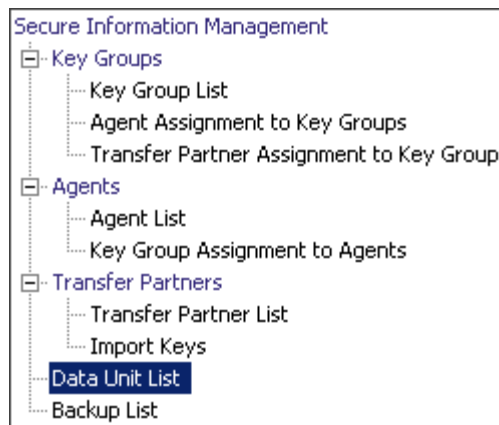 Secure Information Management
Key Groups
Key Group List
Agent Assignment to Key Groups
Transfer Partner Assignment to Key Group
Agents
Agent List
Key Group Assignment to Agents
Transfer Partners
Transfer Partner List
Import Keys
Data Unit List
Backup List